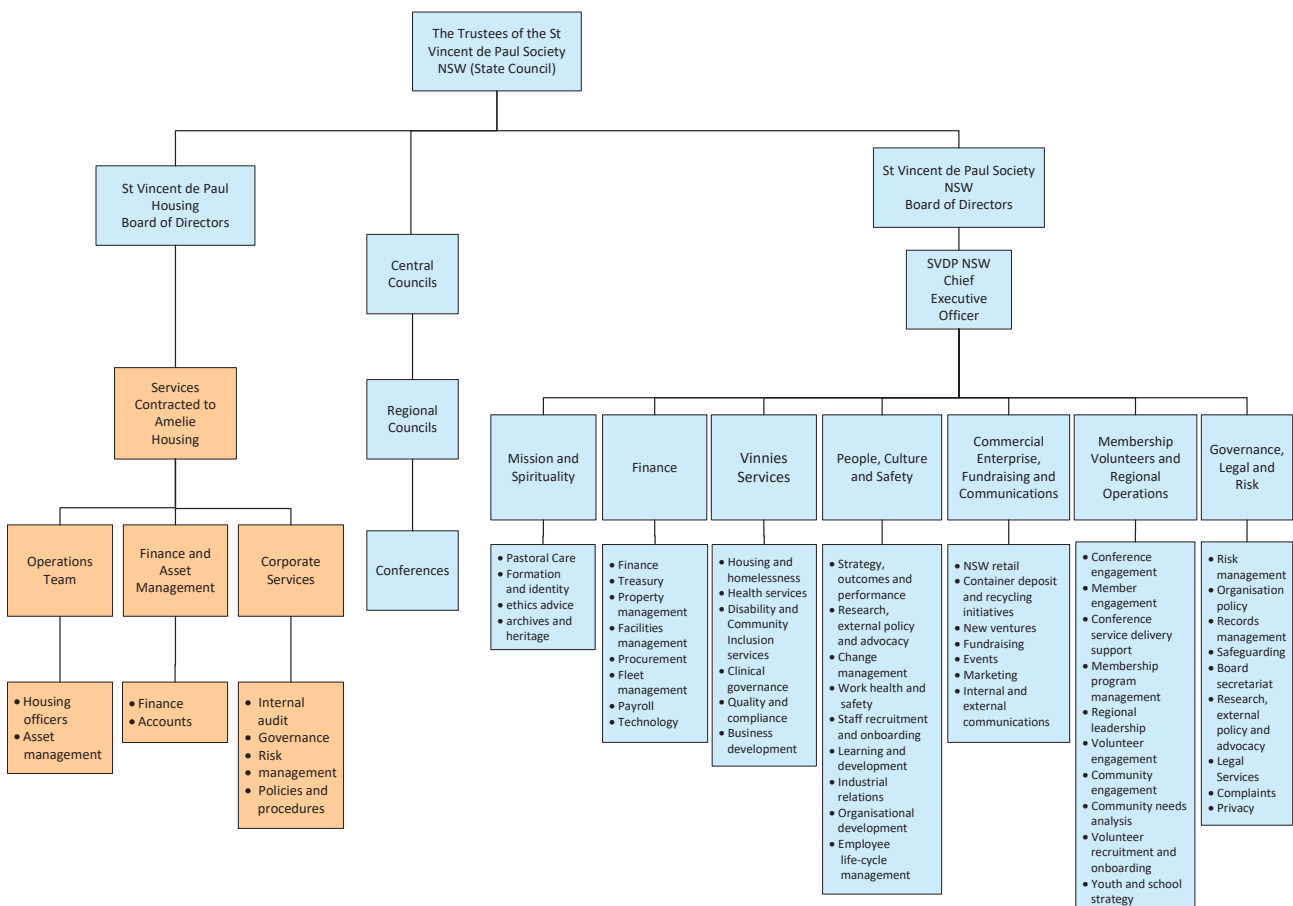 The Trustees of the St
Vincent de Paul Society
NSW (State Council)
St Vincent de Paul
Housing
Board of Directors
St Vincent de Paul Society
NSW
Board of Directors
Central
Councils
SVDP NSW
Chief
Executive
Officer
Services
Contracted to
Amelie
Housing
Regional
Councils
Conferences
Operations
Team
Finance and
Asset
Management
Corporate
Services
• Housing
officers
• Asset
management
• Finance
• Accounts
• Internal
audit
• Governance
• Risk
• management
• Policies and
procedures
Mission and
Spirituality
Finance
Vinnies
Services
People, Culture
and Safety
Commercial
Enterprise,
Fundraising and
Communications
Membership
Volunteers and
Regional
Operations
Governance,
Legal and
Risk
• Pastoral Care
• Formation
and identity
• ethics advice
• archives and
heritage
• Finance
• Treasury
• Property
management
• Facilities
management
• Procurement
• Fleet
management
• Payroll
• Technology
• Housing and
homelessness
• Health services
• Disability and
Community
Inclusion
services
• Clinical
governance
• Quality and
compliance
• Business
development
• Strategy,
outcomes and
performance
• Research,
external policy
and advocacy
• Change
management
• Work health and
safety
• Staff recruitment
and onboarding
• Learning and
development
• Industrial
relations
• Organisational
development
• Employee
life-cycle
management
• NSW retail
• Container deposit
and recycling
initiatives
• New ventures
• Fundraising
• Events
• Marketing
• Internal and
external
communications
• Conference
engagement
• Member
engagement
• Conference
service delivery
support
• Membership
program
management
• Regional
leadership
• Volunteer
engagement
• Community
engagement
• Community needs
analysis
• Volunteer
recruitment and
onboarding
• Youth and school
strategy
• Risk
management
• Organisation
policy
• Records
management
• Safeguarding
• Board
secretariat
• Research,
external
policy and
advocacy
• Legal
Services
• Complaints
• Privacy